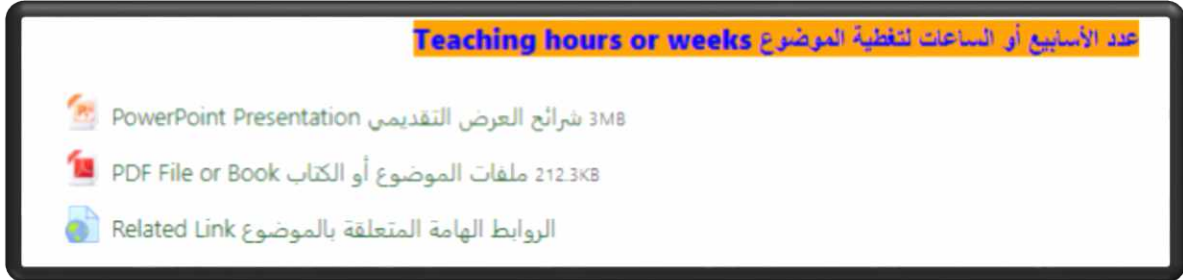 عدد الأسابيع أو الساعات لتغطية الموضوع Teaching hours or weeks
PowerPoint Presentation شرائح العرض التقديمي 3MB
PDF File or Book ملفات الموضوع أو الكتاب 212.3KB
Related Link الروابط الهامة المتعلقة بالموضوع